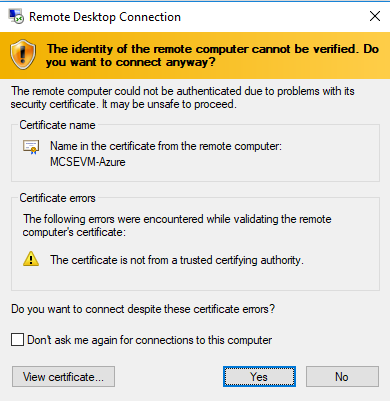 Remote Desktop Connection
The identity of the remote computer cannot be verified. Do
you want to connect anyway?
The remote computer could not be authenticated due to problems with its
security certificate. It may be unsafe to proceed.
Certificate name
Name in the certificate from the remote computer:
MCSEVM-Azure
Certificate errors
The following errors were encountered while validating the remote
computer's certificate:
The certificate is not from a trusted certifying authority.
Do you want to connect despite these certificate errors?
Don't ask me again for connections to this computer
View certificate...
Yes
No